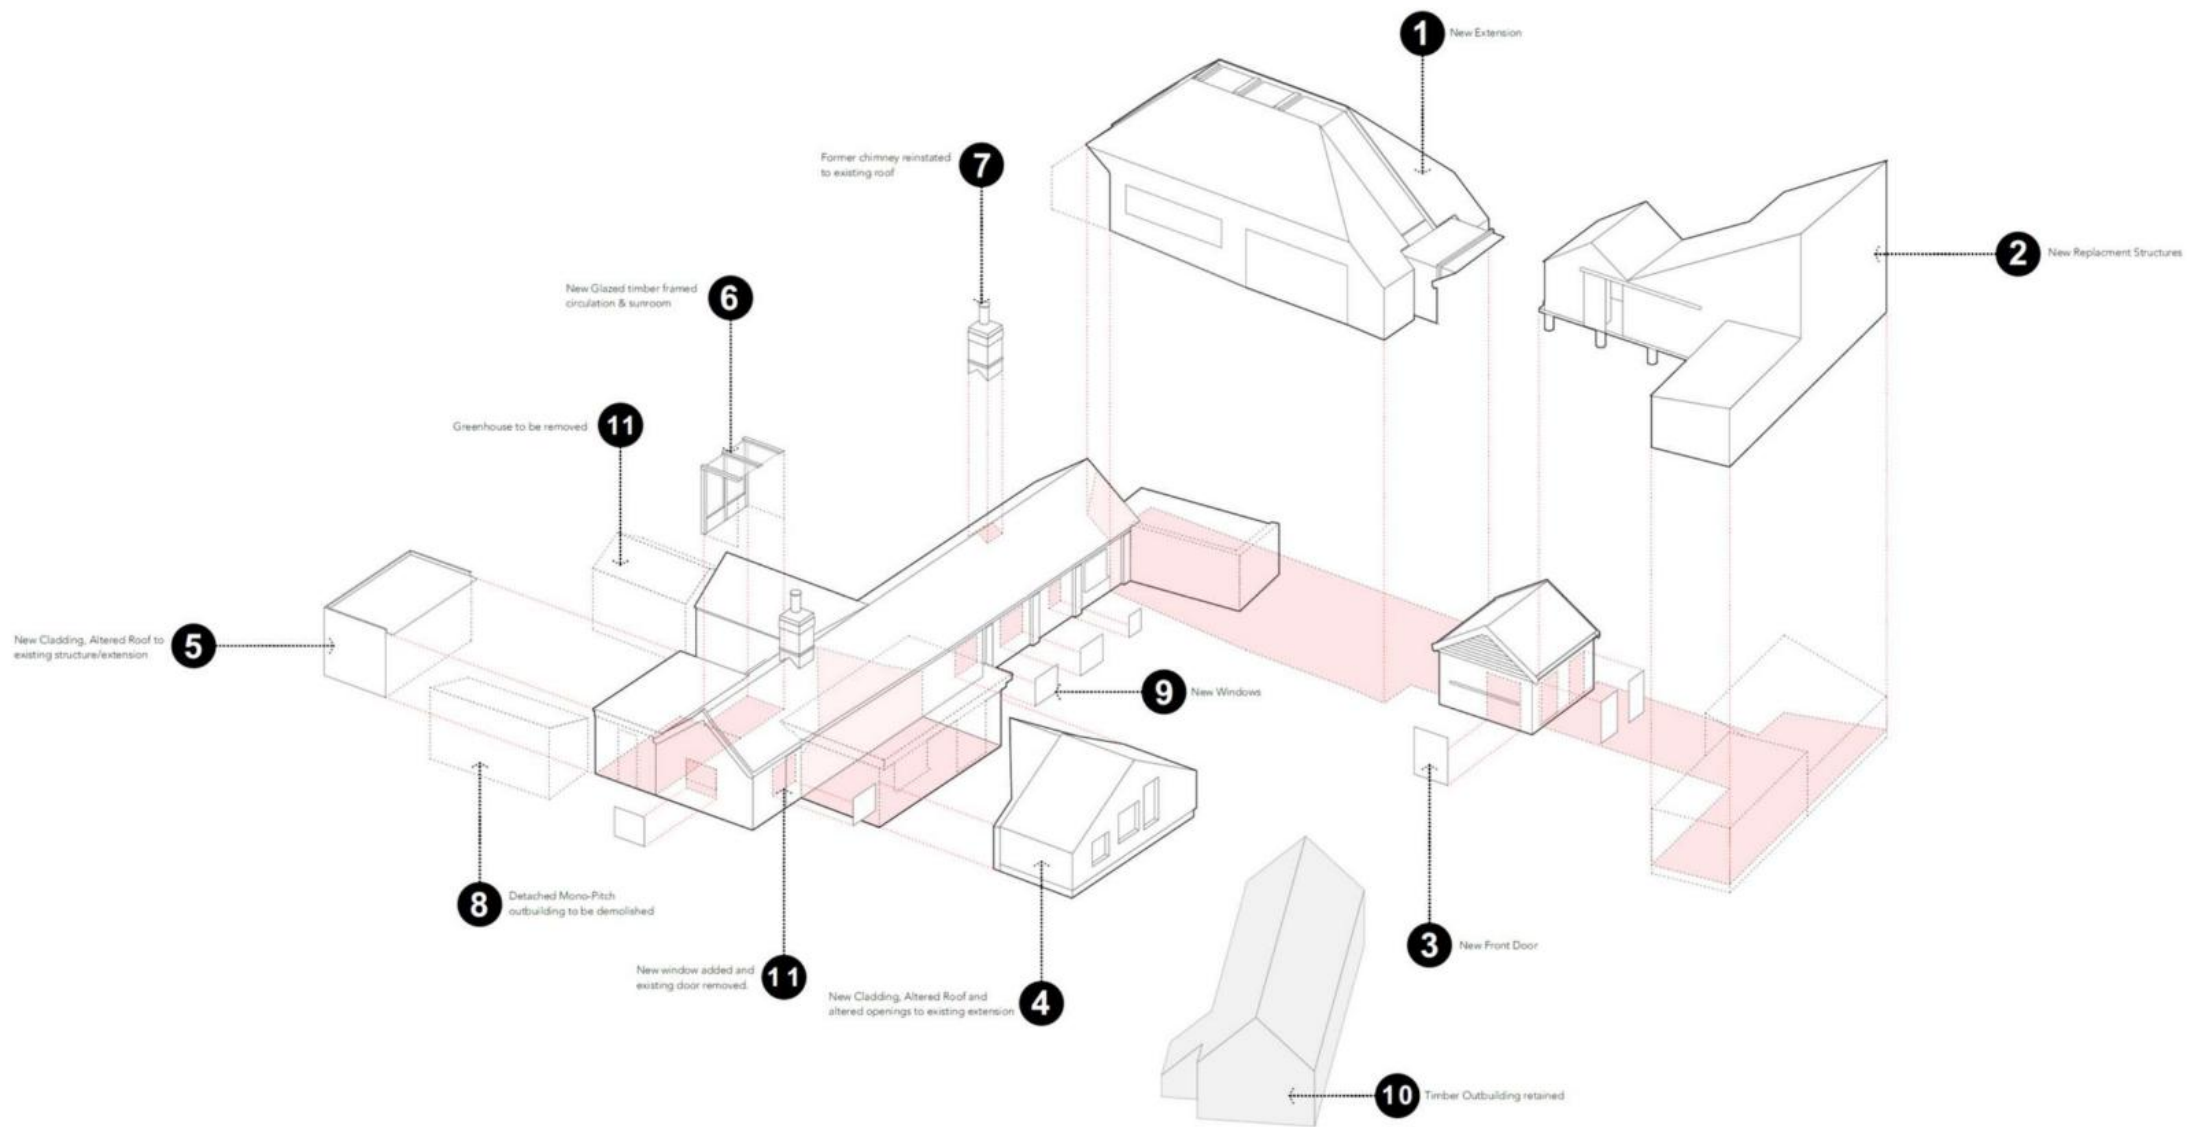 1 New Extension
7 Former chimney reinstated
to existing roof
2 New Replacment Structures
6 New Glazed timber framed
circulation & sunroom
11 Greenhouse to be removed
5 New Cladding, Altered Roof to
existing structure/extension
9 New Windows
8 Detached Mono-Pitch
outbuilding to be demolished
3 New Front Door
11 New window added and
existing door removed.
4 New Cladding, Altered Roof and
altered openings to existing extension
10 Timber Outbuilding retained